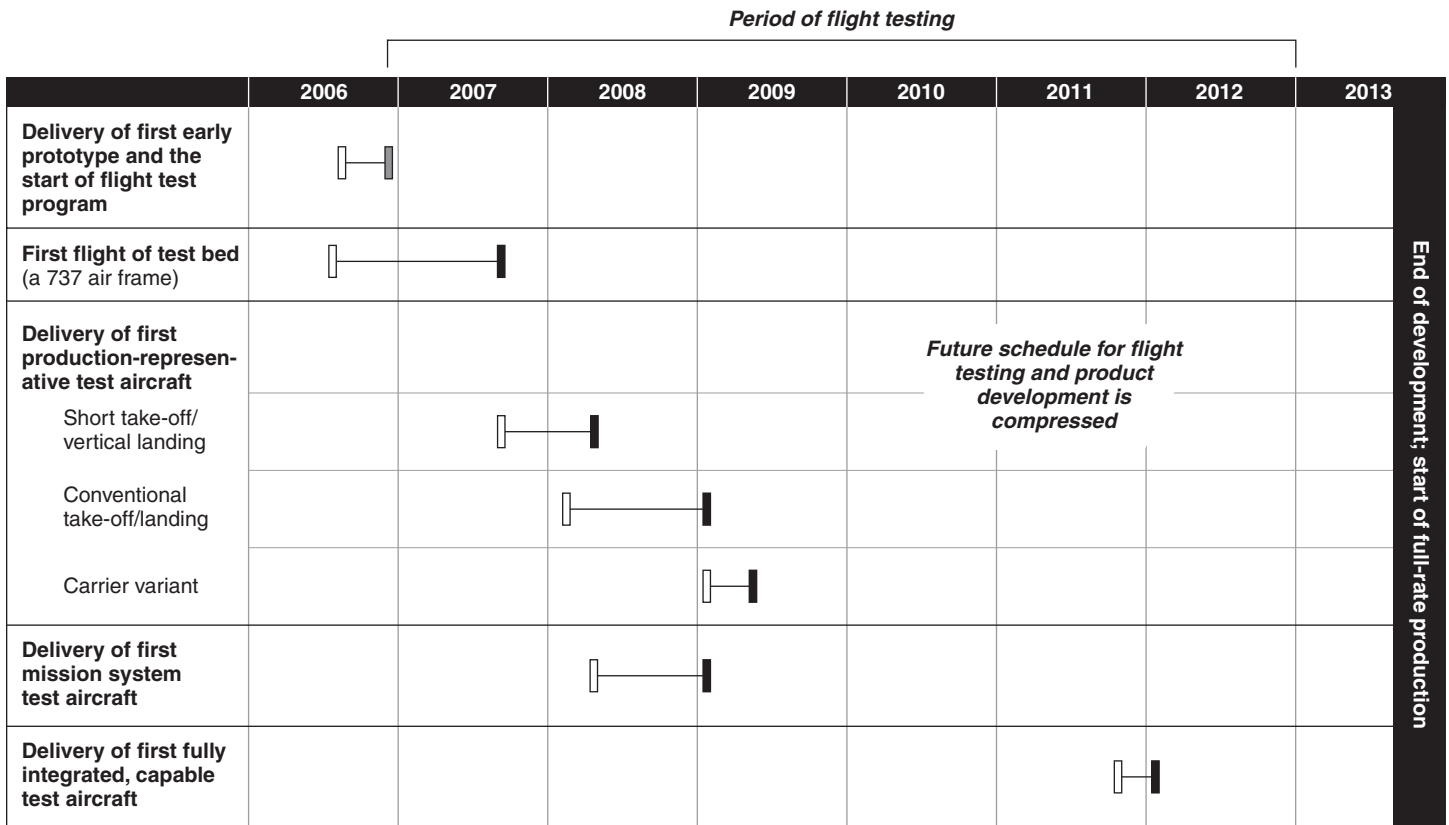 Period of flight testing
2006 2007 2008 2009 2010 2011 2012 2013
Delivery of first early
prototype and the
start of flight test
program
First flight of test bed
(a 737 air frame)
Delivery of first
production-represen-
ative test aircraft
Short take-off/
vertical landing
Conventional
take-off/landing
Carrier variant
Delivery of first
mission system
test aircraft
Delivery of first fully
integrated, capable
test aircraft
Future schedule for flight
testing and product
development is
compressed
End of development; start of full-rate production